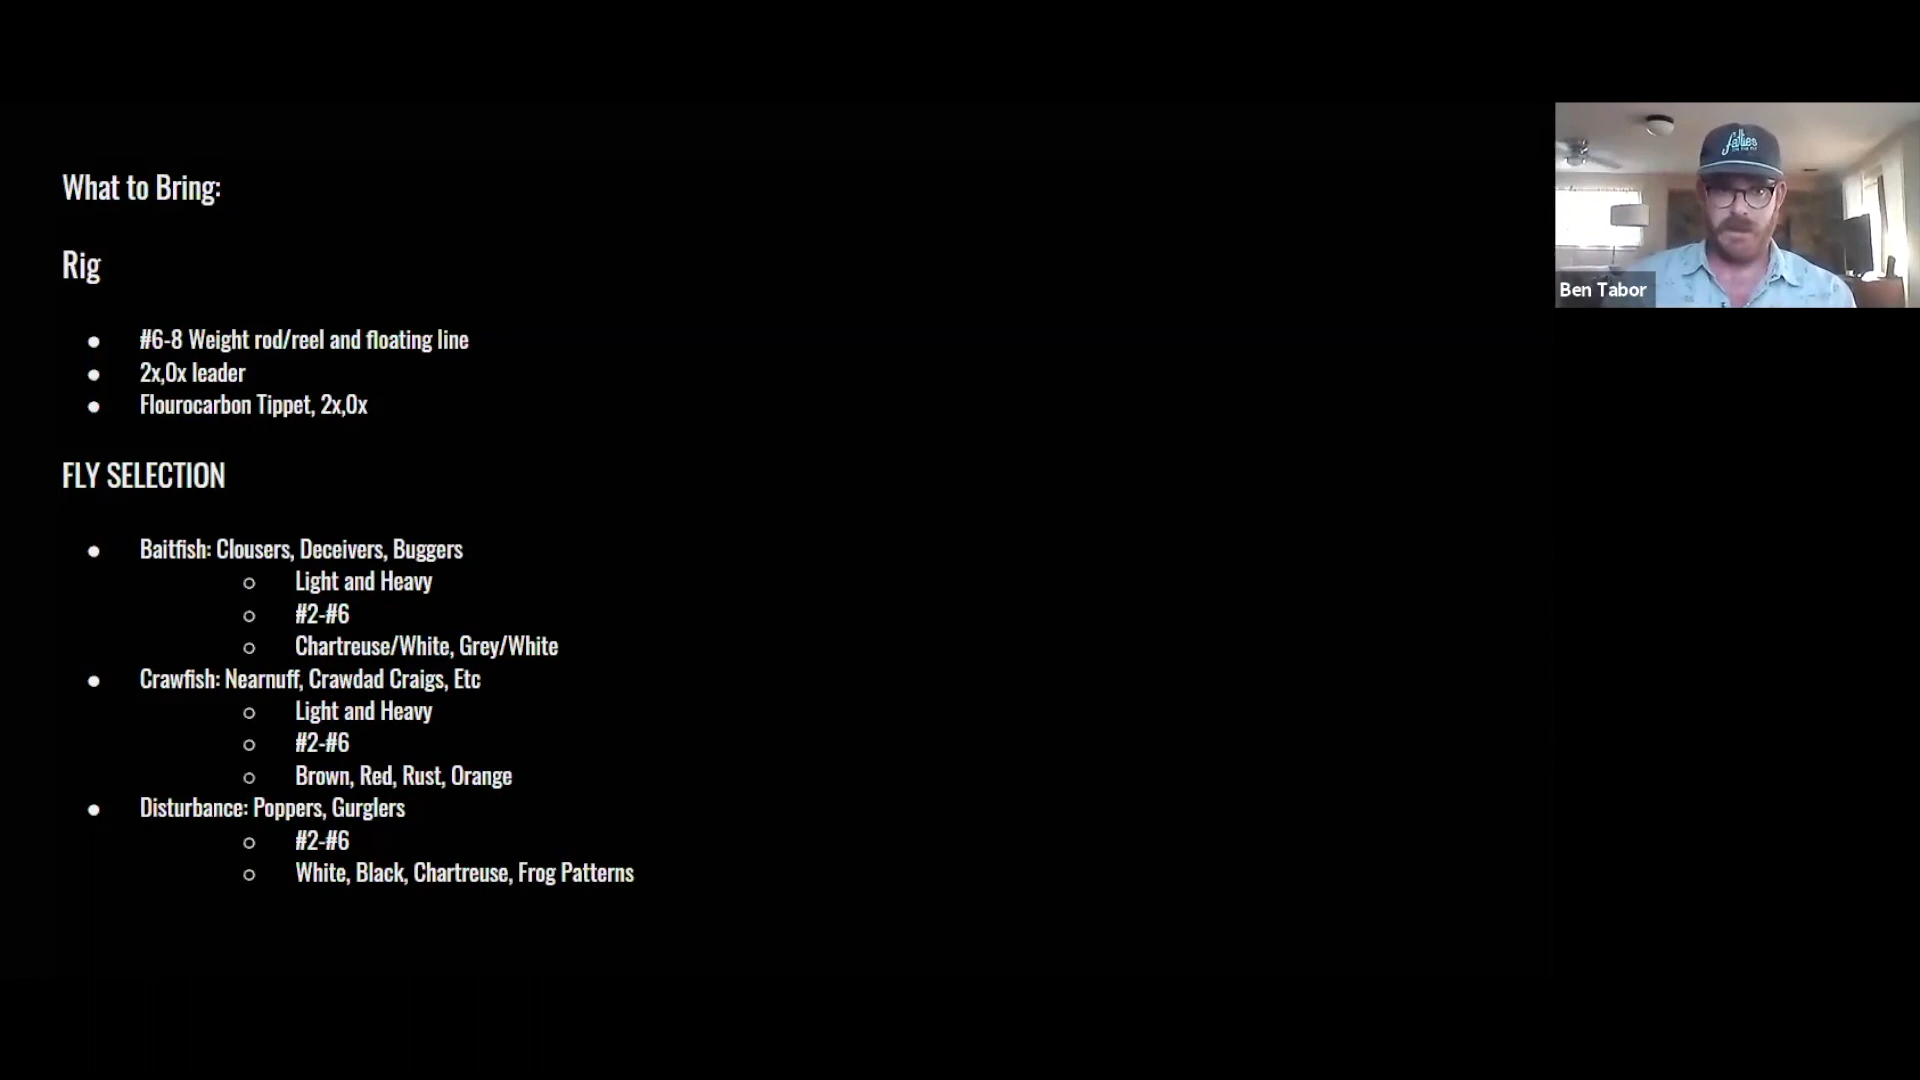 What to Bring:
Rig
● #6-8 Weight rod/reel and floating line
● 2x,0x leader
● Flourocarbon Tippet, 2x,0x
FLY SELECTION
● Baitfish: Clousers, Deceivers, Buggers
○ Light and Heavy
○ #2-#6
○ Chartreuse/White, Grey/White
● Crawfish: Nearnuff, Crawdad Craigs, Etc
○ Light and Heavy
○ #2-#6
○ Brown, Red, Rust, Orange
● Disturbance: Poppers, Gurglers
○ #2-#6
○ White, Black, Chartreuse, Frog Patterns
fatties
Ben Tabor